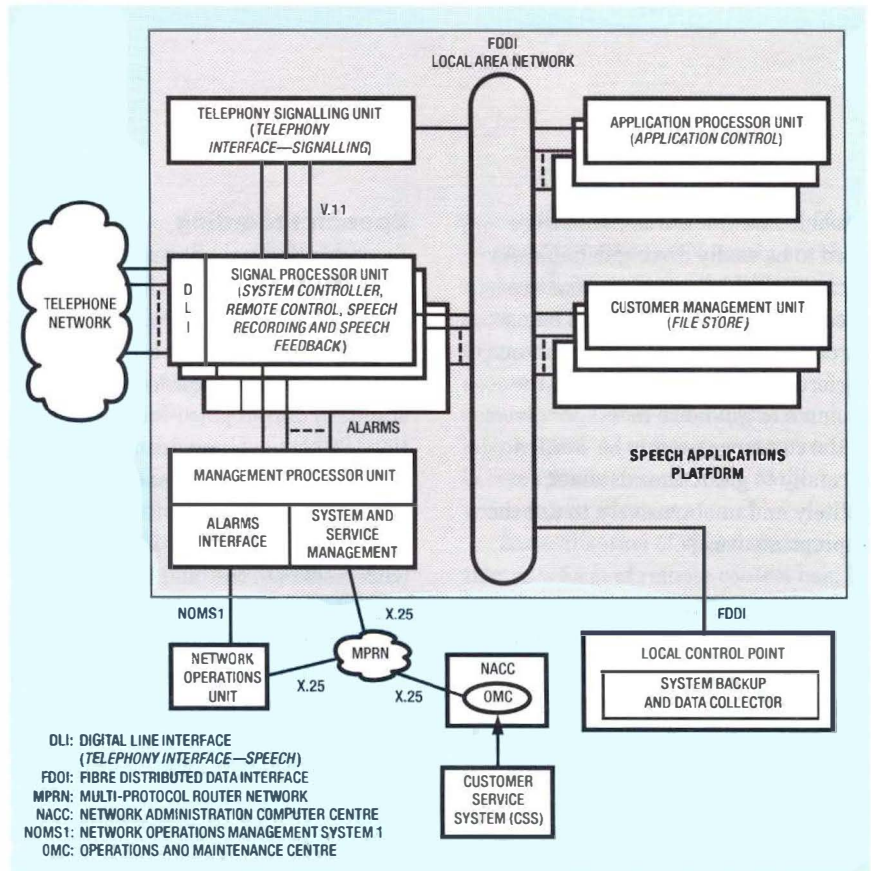 FDDI
LOCAL AREA NETWORK
TELEPHONY SIGNALLING UNIT
(TELEPHONY
INTERFACE—SIGNALLING)
APPLICATION PROCESSOR UNIT
(APPLICATION CONTROL)
V.11
TELEPHONE
NETWORK
D
L
I
SIGNAL PROCESSOR UNIT
(SYSTEM CONTROLLER,
REMOTE CONTROL, SPEECH
RECORDING AND SPEECH
FEEDBACK)
CUSTOMER MANAGEMENT UNIT
(FILE STORE)
ALARMS
SPEECH APPLICATIONS
PLATFORM
MANAGEMENT PROCESSOR UNIT
ALARMS
INTERFACE
SYSTEM AND
SERVICE
MANAGEMENT
NOMS1
X.25
FDDI
NETWORK
OPERATIONS
UNIT
X.25
MPRN
X.25
NACC
OMC
LOCAL CONTROL POINT
SYSTEM BACKUP
AND DATA COLLECTOR
CUSTOMER
SERVICE
SYSTEM (CSS)
DLI: DIGITAL LINE INTERFACE
(TELEPHONY INTERFACE—SPEECH)
FDDI: FIBRE DISTRIBUTED DATA INTERFACE
MPRN: MULTI-PROTOCOL ROUTER NETWORK
NACC: NETWORK ADMINISTRATION COMPUTER CENTRE
NOMS1: NETWORK OPERATIONS MANAGEMENT SYSTEM 1
OMC: OPERATIONS AND MAINTENANCE CENTRE